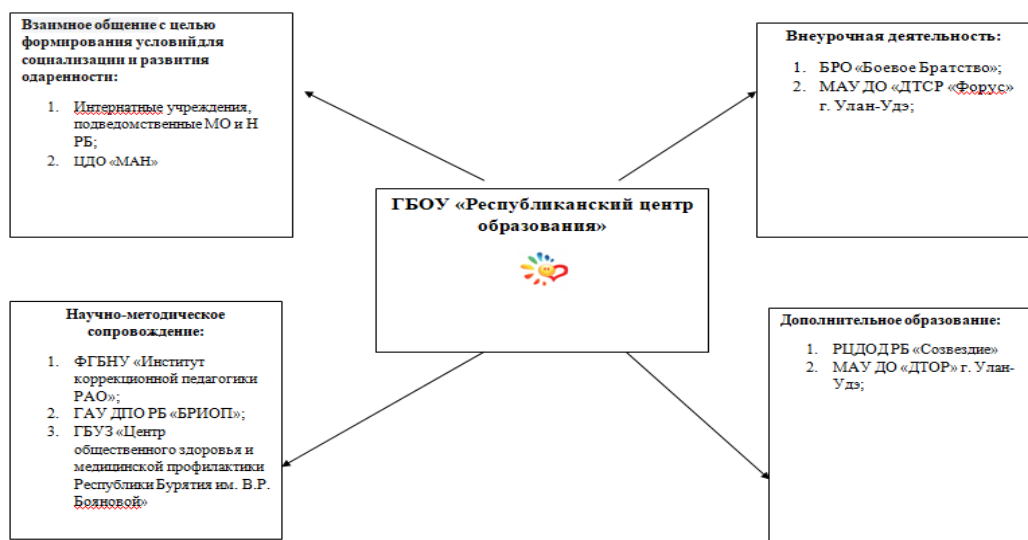 Взаимное общение с целью
формирования условий для
социализации и развития
одаренности:
1. Интернатные учреждения,
подведомственные МО и Н
РБ;
2. ЦДО «МАН»
Внеурочная деятельность:
1. БРО «Боевое Братство»;
2. МАУ ДО «ДТСР «Форус»
г. Улан-Удэ;
ГБОУ «Республиканский центр
образования»
Научно-методическое
сопровождение:
1. ФГБНУ «Институт
коррекционной педагогики
РАО»;
2. ГАУ ДПО РБ «БРИОП»;
3. ГБУЗ «Центр
общественного здоровья и
медицинской профилактики
Республики Бурятия им. В.Р.
Бояновой»
Дополнительное образование:
1. РЦДОД РБ «Созвездие»
2. МАУ ДО «ДТОР» г. Улан-
Удэ;